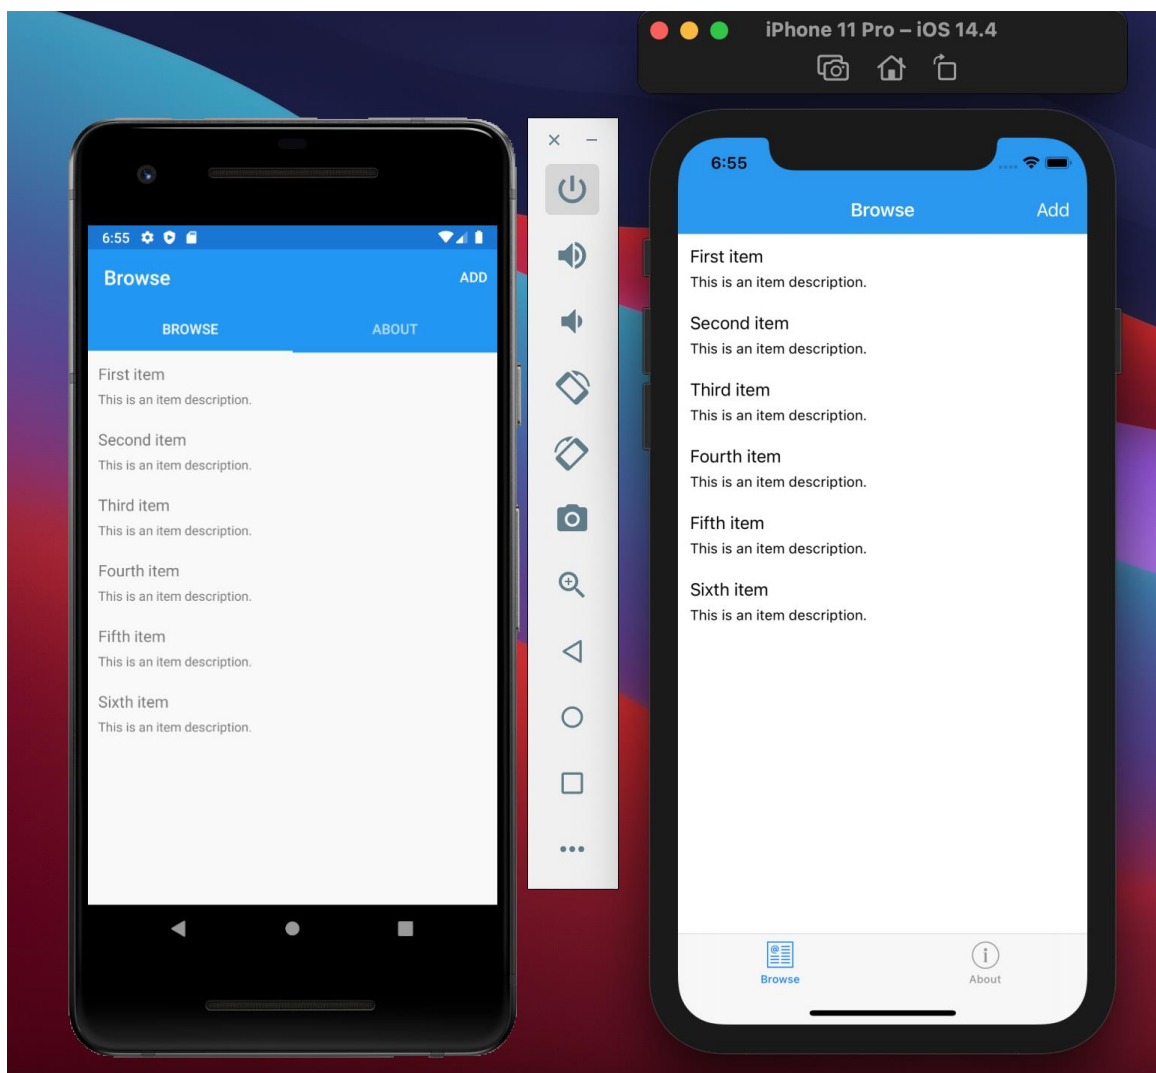 iPhone 11 Pro – iOS 14.4
6:55
Browse
ADD
BROWSE
ABOUT
First item
This is an item description.
Second item
This is an item description.
Third item
This is an item description.
Fourth item
This is an item description.
Fifth item
This is an item description.
Sixth item
This is an item description.
6:55
Browse
Add
First item
This is an item description.
Second item
This is an item description.
Third item
This is an item description.
Fourth item
This is an item description.
Fifth item
This is an item description.
Sixth item
This is an item description.
Browse
About